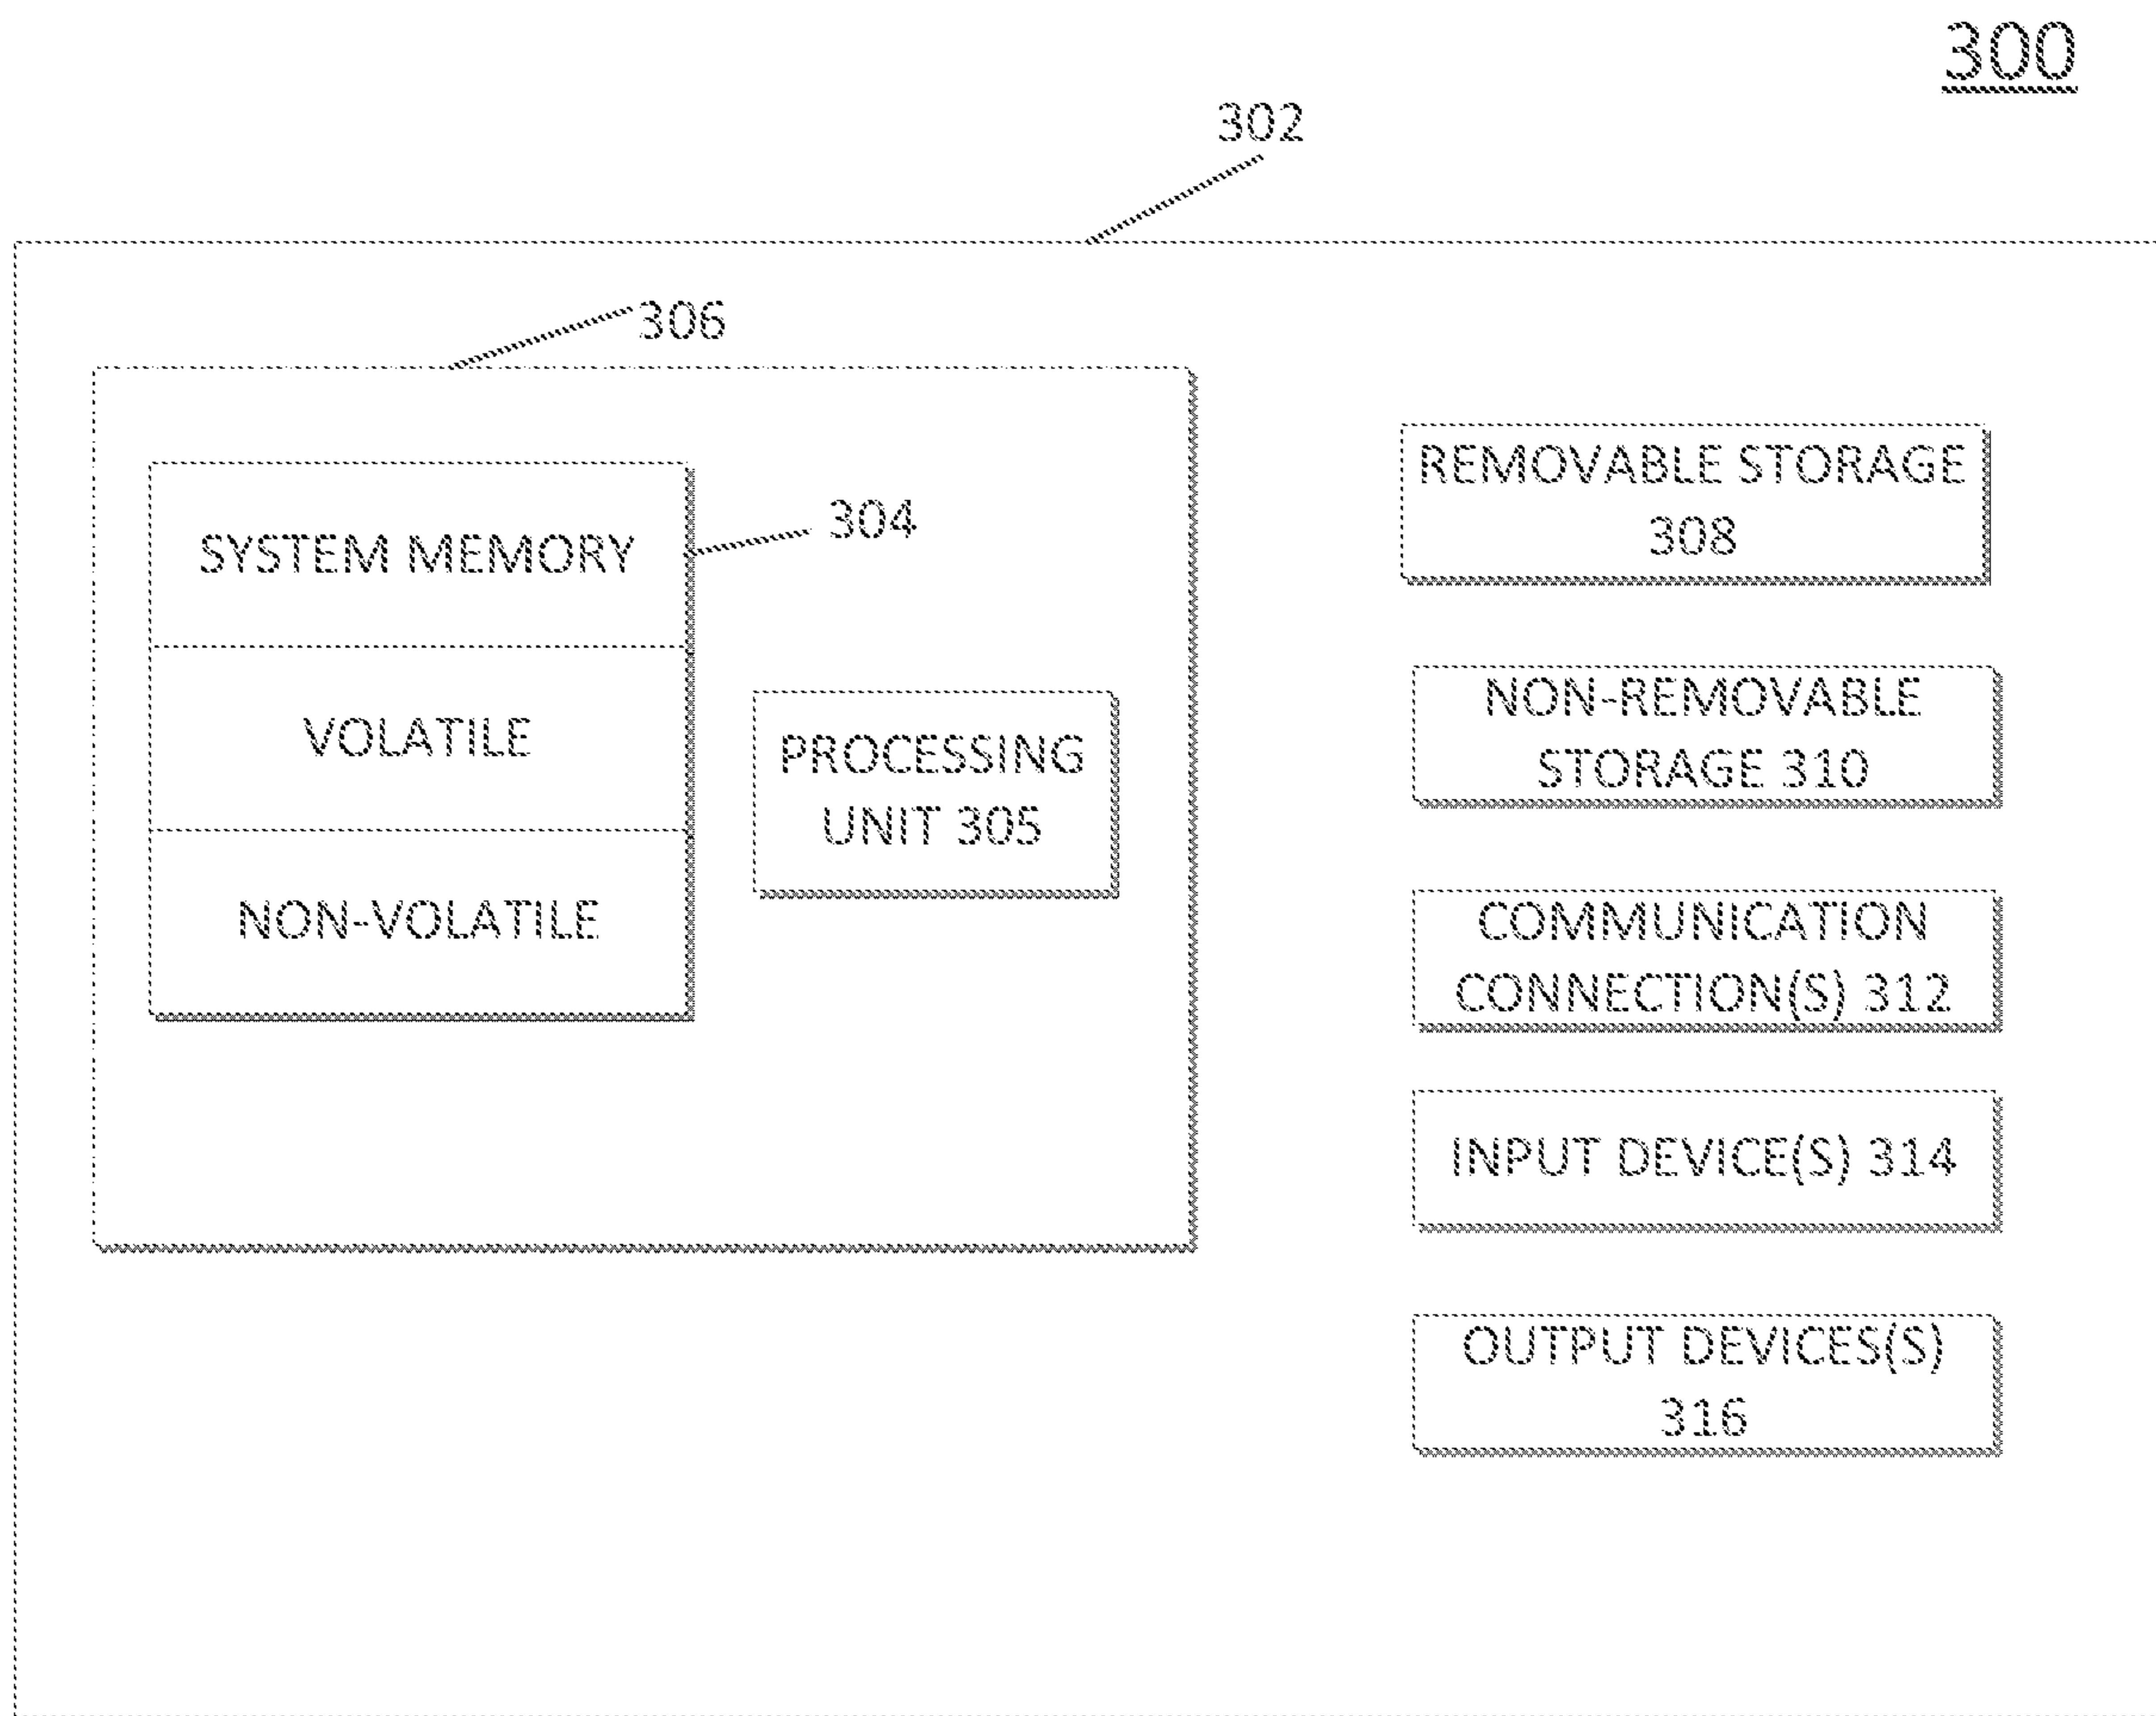 300
302
306
304
SYSTEM MEMORY
VOLATILE
NON-VOLATILE
PROCESSING
UNIT 305
REMOVABLE STORAGE
308
NON-REMOVABLE
STORAGE 310
COMMUNICATION
CONNECTION(S) 312
INPUT DEVICE(S) 314
OUTPUT DEVICES(S)
316